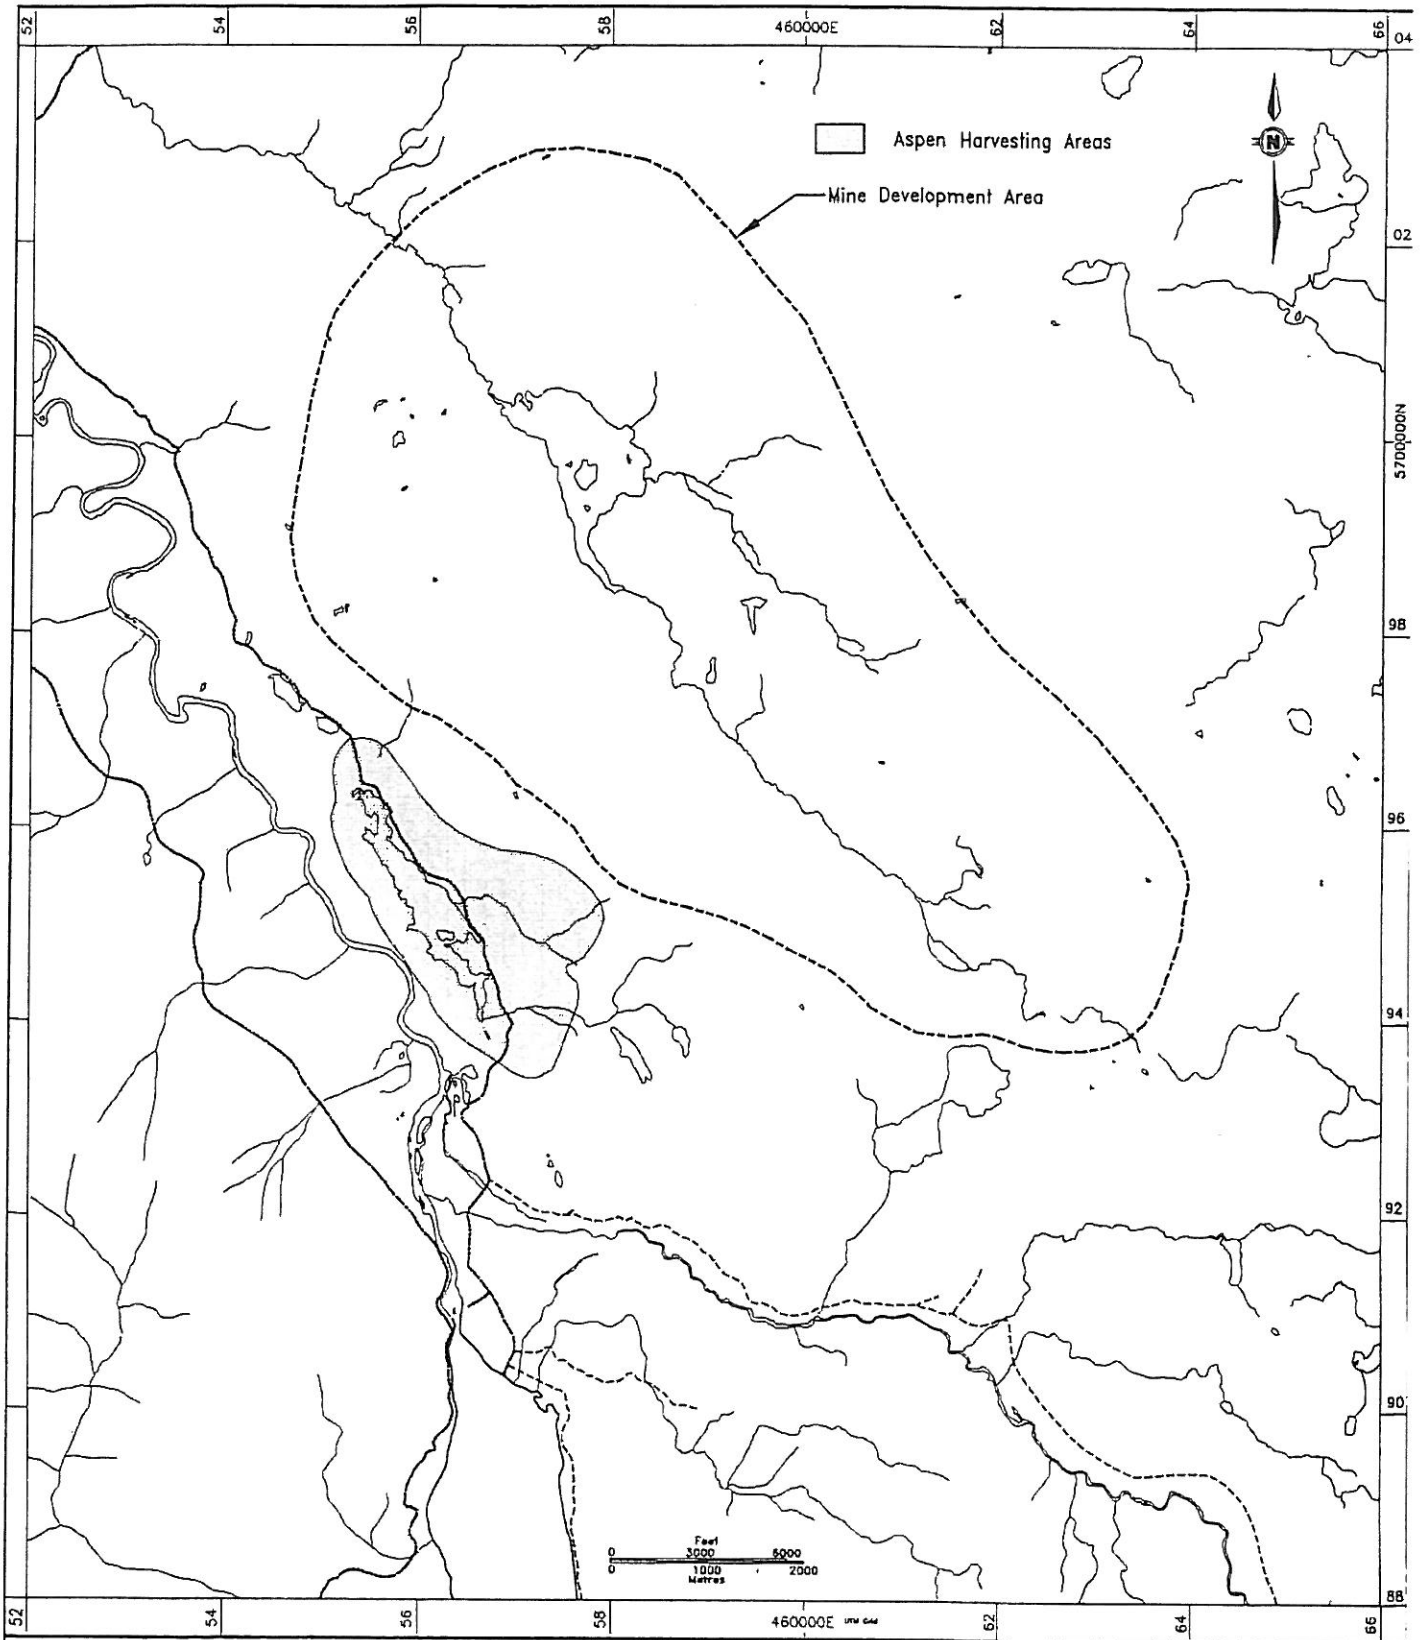 52 54 56 58 460000E 62 64 66
04
N
Aspen Harvesting Areas
Mine Development Area
02
5700000N
98
96
94
92
90
Feet
0 3000 6000
0 1000 2000
Metres
88
52 54 56 58 460000E 62 64 66